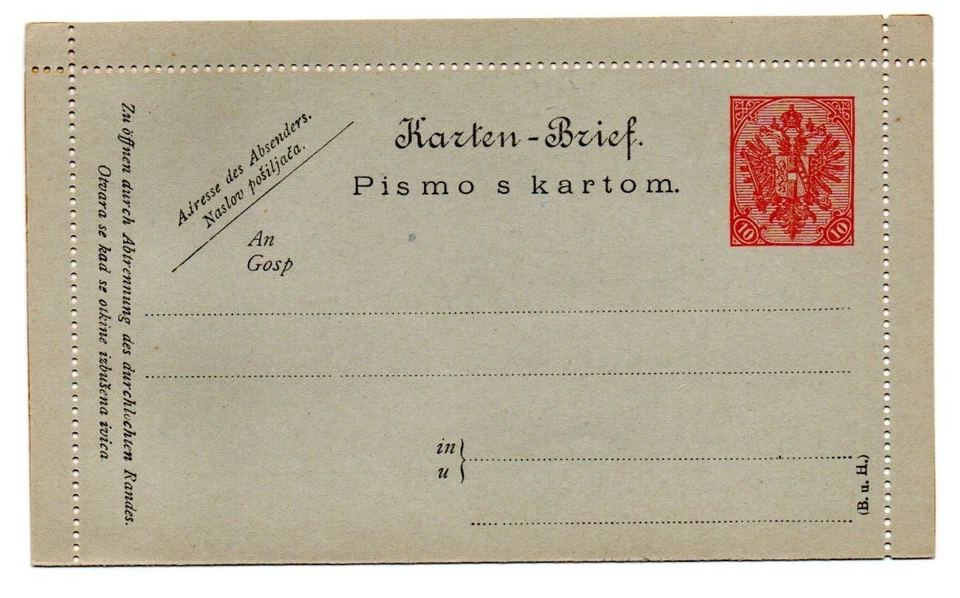 Karten-Brief.
Pismo s kartom.
Adresse des Absenders.
Naslov pošiljača.
An
Gosp
in
u
10 10
(B. u. H.)
Zu öffnen durch Abtrennung des durchlochten Randes.
Otvara se kad se otkine izbušena ivica